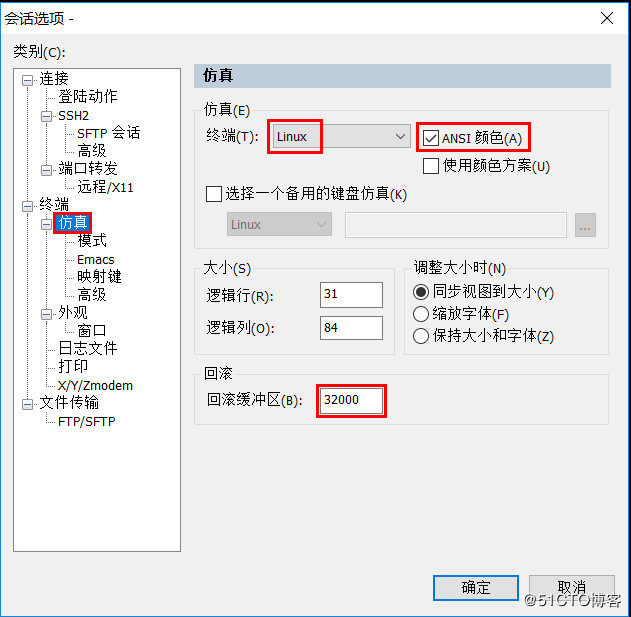 会话选项 -
类别(C):
连接
登陆动作
SSH2
SFTP 会话
高级
端口转发
远程/X11
终端
仿真
模式
Emacs
映射键
高级
外观
窗口
日志文件
打印
X/Y/Zmodem
文件传输
FTP/SFTP
仿真
仿真(E)
终端(T): Linux ANSI 颜色(A)
使用颜色方案(U)
选择一个备用的键盘仿真(K)
Linux ...
大小(S)
逻辑行(R): 31
逻辑列(O): 84
调整大小时(N)
同步视图到大小(Y)
缩放字体(F)
保持大小和字体(Z)
回滚
回滚缓冲区(B): 32000
确定 取消
@51CTO博客